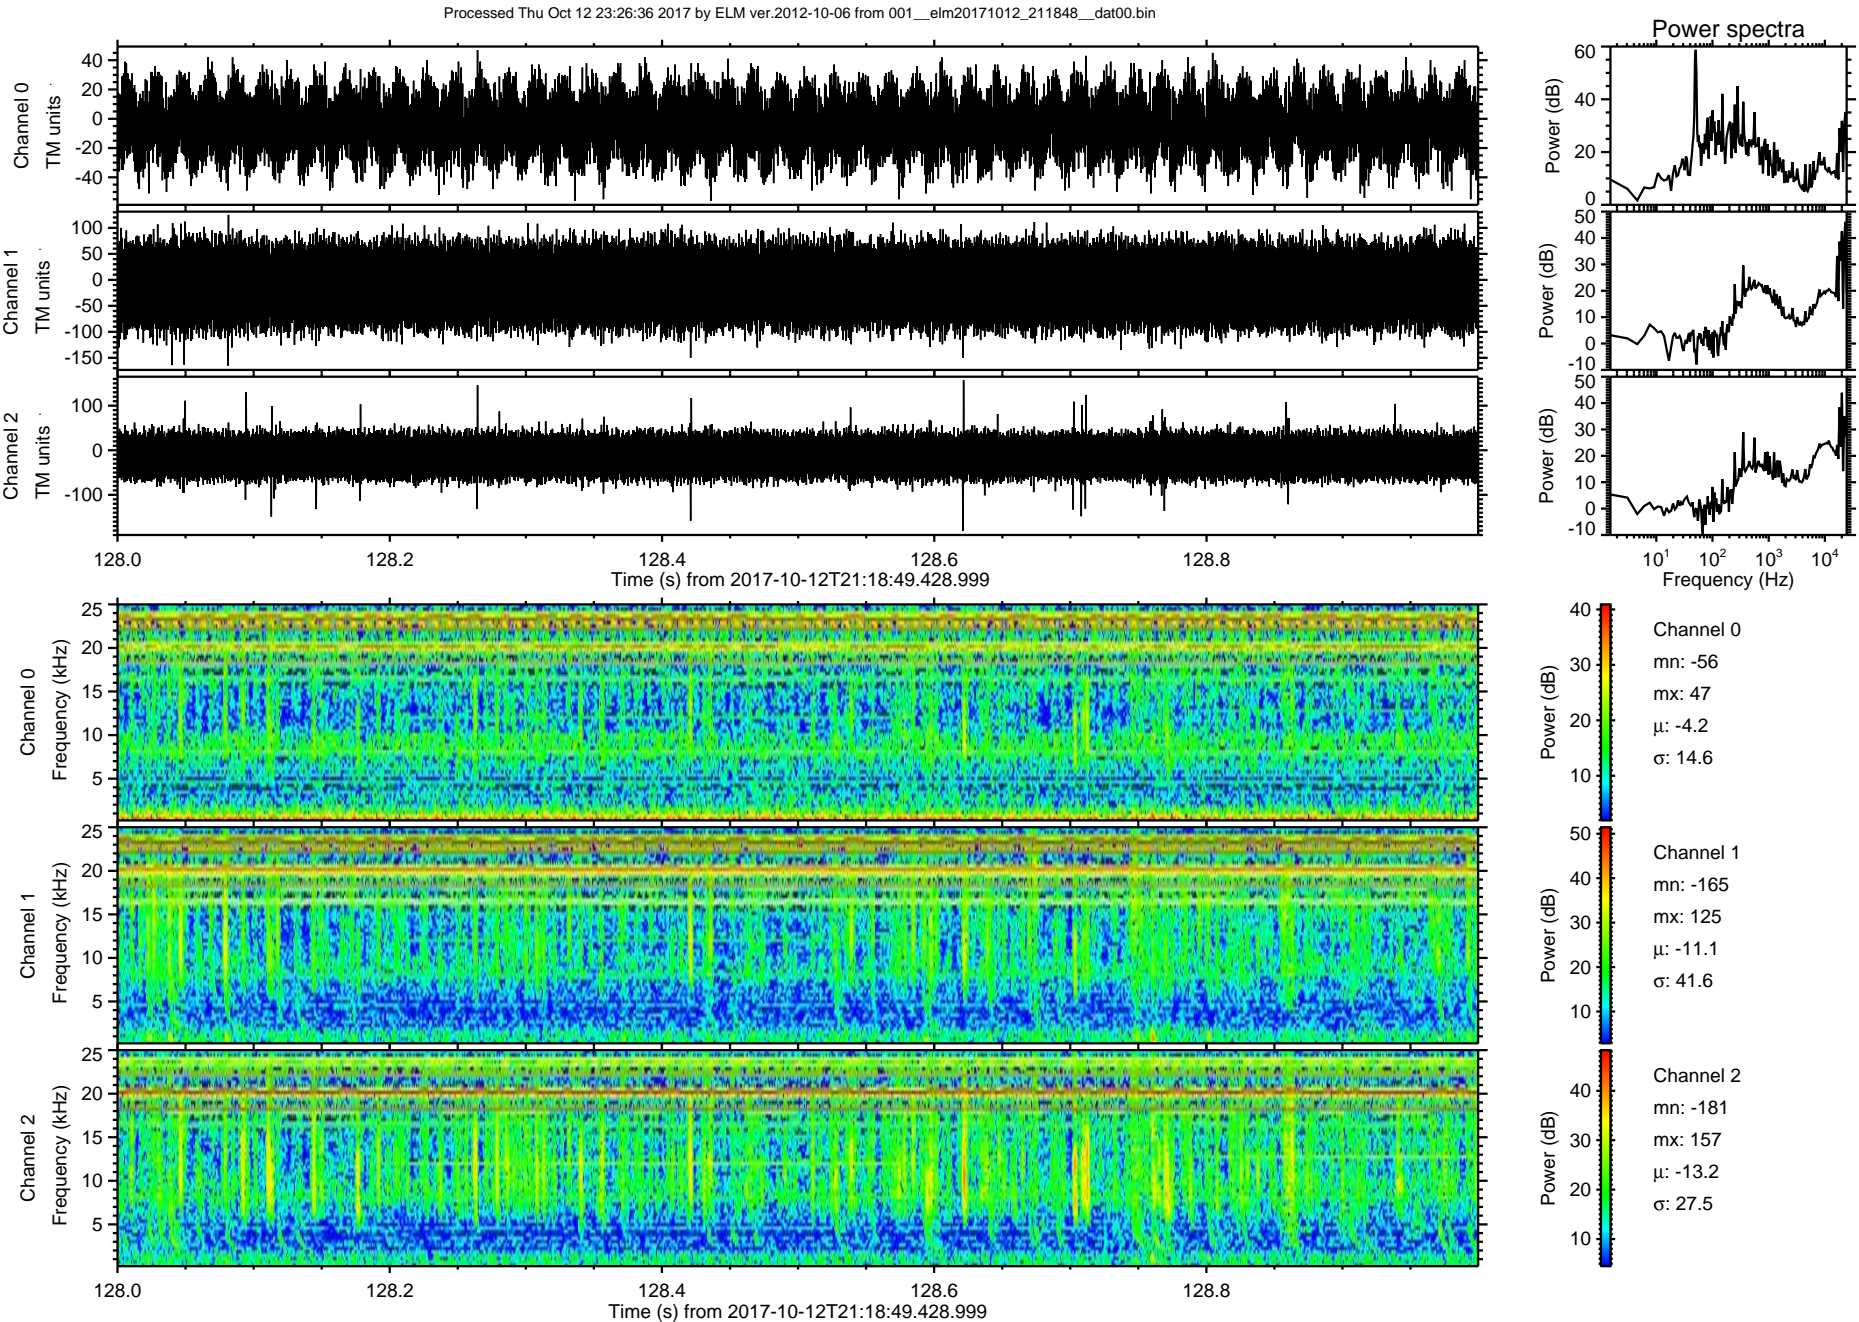 Processed Thu Oct 12 23:26:36 2017 by ELM ver.2012-10-06 from 001__elm20171012_211848__dat00.bin
Power spectra
Channel 0
TM units
40
20
0
-20
-40
Power (dB)
60
40
20
0
Channel 1
TM units
100
50
0
-50
-100
-150
Power (dB)
50
40
30
20
10
0
-10
Channel 2
TM units
100
0
-100
Power (dB)
50
40
30
20
10
0
-10
128.0 128.2 128.4 128.6 128.8
Time (s) from 2017-10-12T21:18:49.428.999
10¹ 10² 10³ 10⁴
Frequency (Hz)
Channel 0
Frequency (kHz)
25
20
15
10
5
Power (dB)
40
30
20
10
Channel 0
mn: -56
mx: 47
μ: -4.2
σ: 14.6
Channel 1
Frequency (kHz)
25
20
15
10
5
Power (dB)
50
40
30
20
10
Channel 1
mn: -165
mx: 125
μ: -11.1
σ: 41.6
Channel 2
Frequency (kHz)
25
20
15
10
5
Power (dB)
40
30
20
10
Channel 2
mn: -181
mx: 157
μ: -13.2
σ: 27.5
128.0 128.2 128.4 128.6 128.8
Time (s) from 2017-10-12T21:18:49.428.999